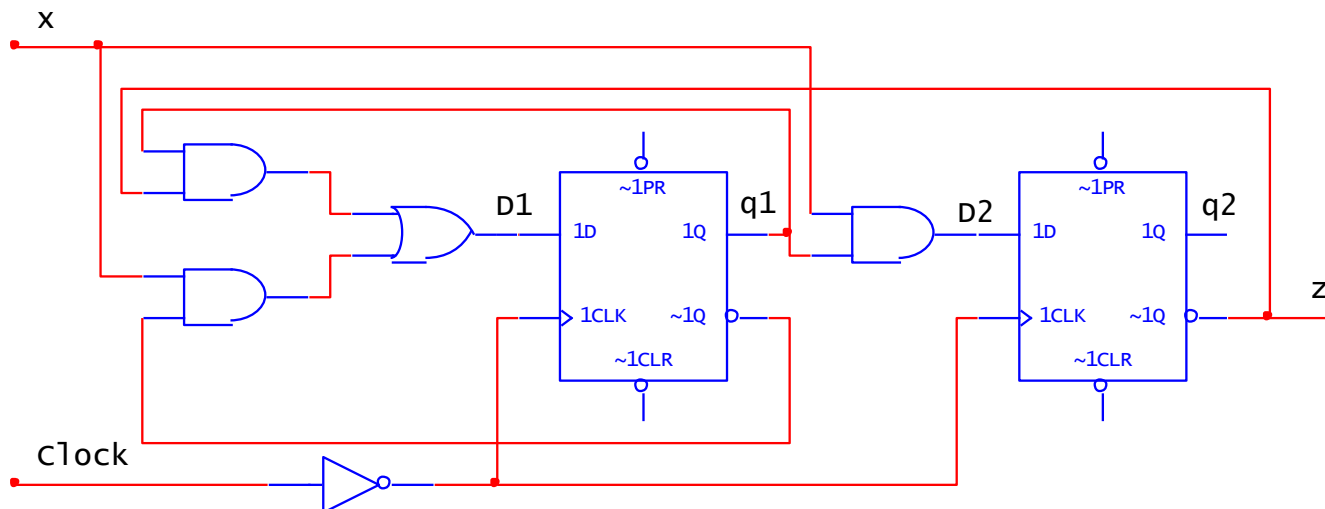 x
D1
~1PR
1D
1Q
1CLK
~1Q
~1CLR
q1
D2
~1PR
1D
1Q
1CLK
~1Q
~1CLR
q2
z
Clock